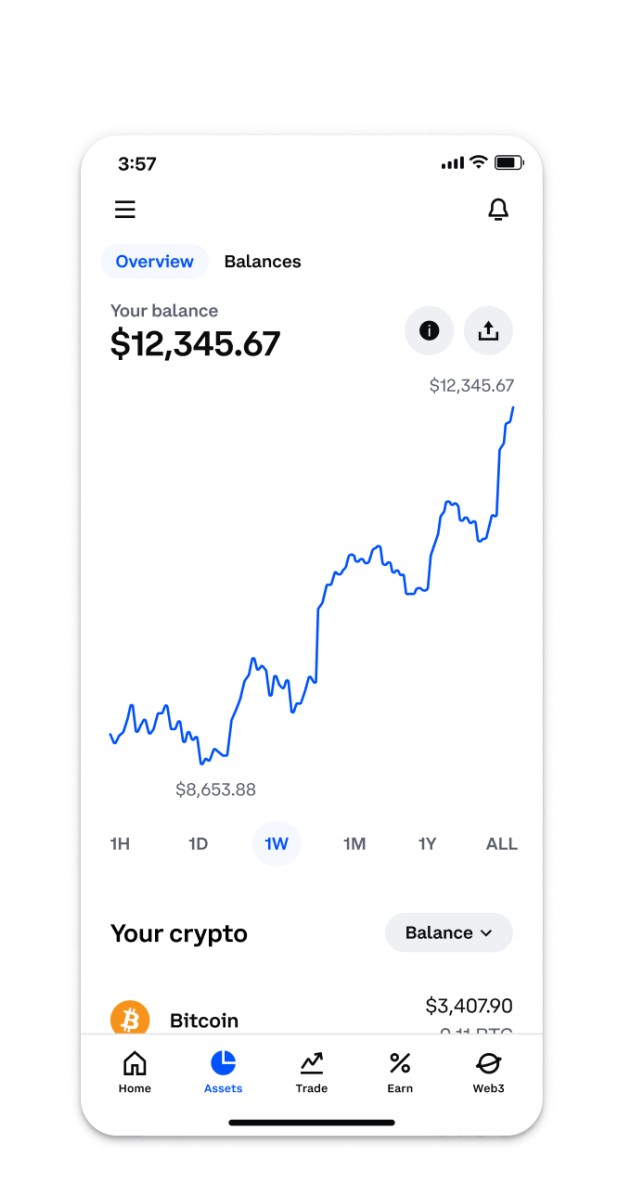 3:57
Overview Balances
Your balance
$12,345.67
$12,345.67
$8,653.88
1H 1D 1W 1M 1Y ALL
Your crypto Balance
Bitcoin $3,407.90
Home Assets Trade Earn Web3